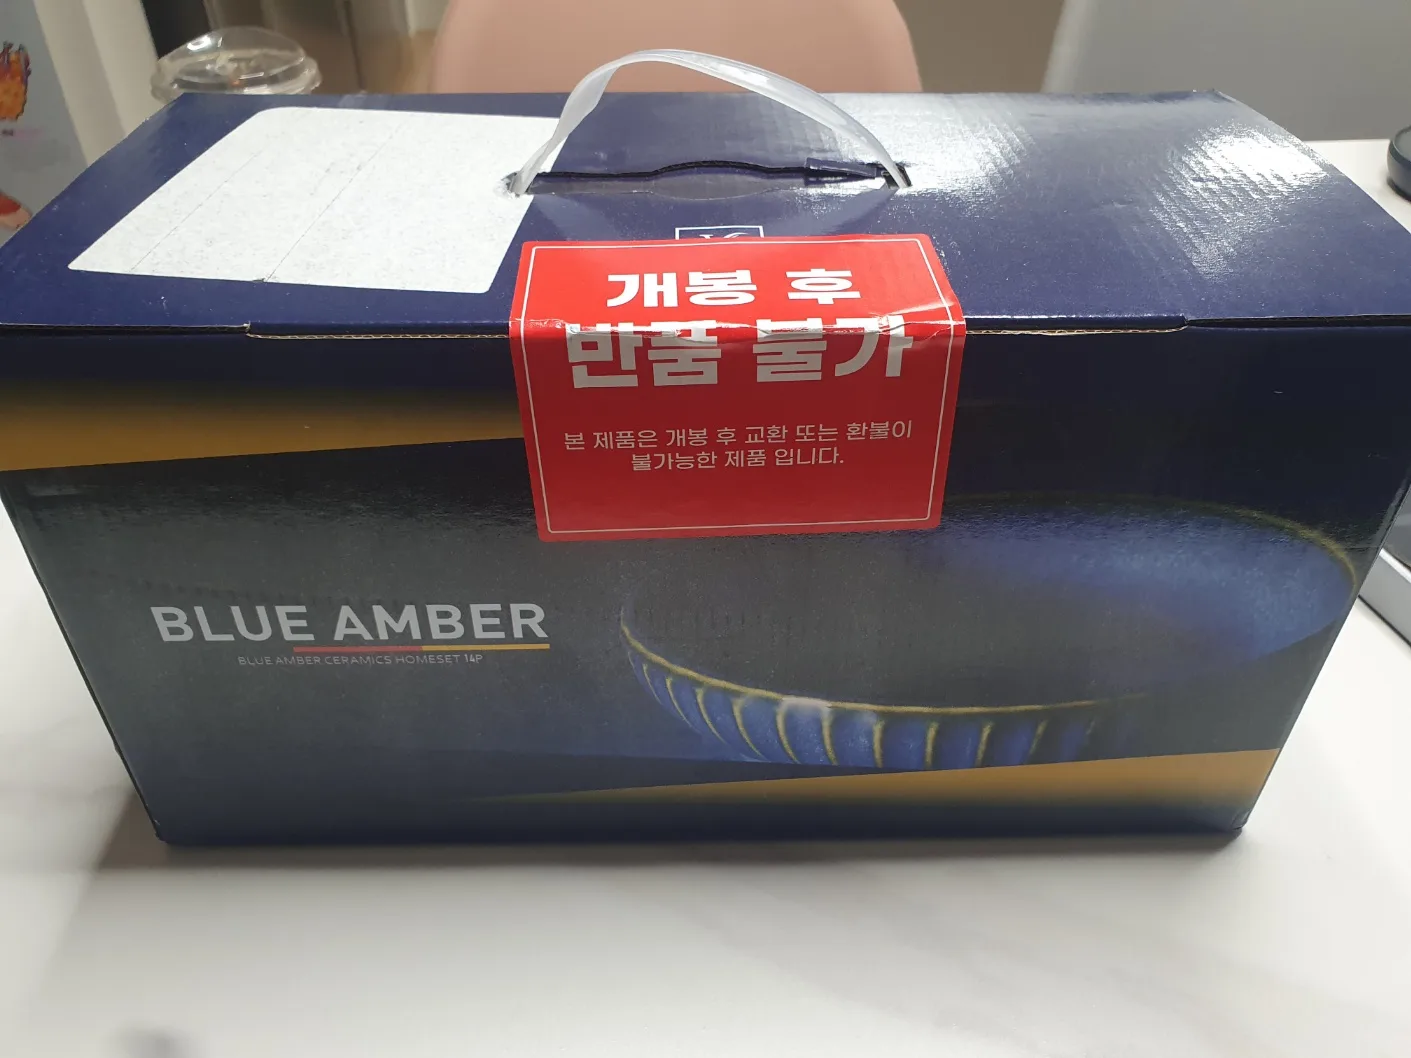 개봉 후
반품 불가
본 제품은 개봉 후 교환 또는 환불이
불가능한 제품 입니다.
BLUE AMBER
BLUE AMBER CERAMICS HOMESET 14P